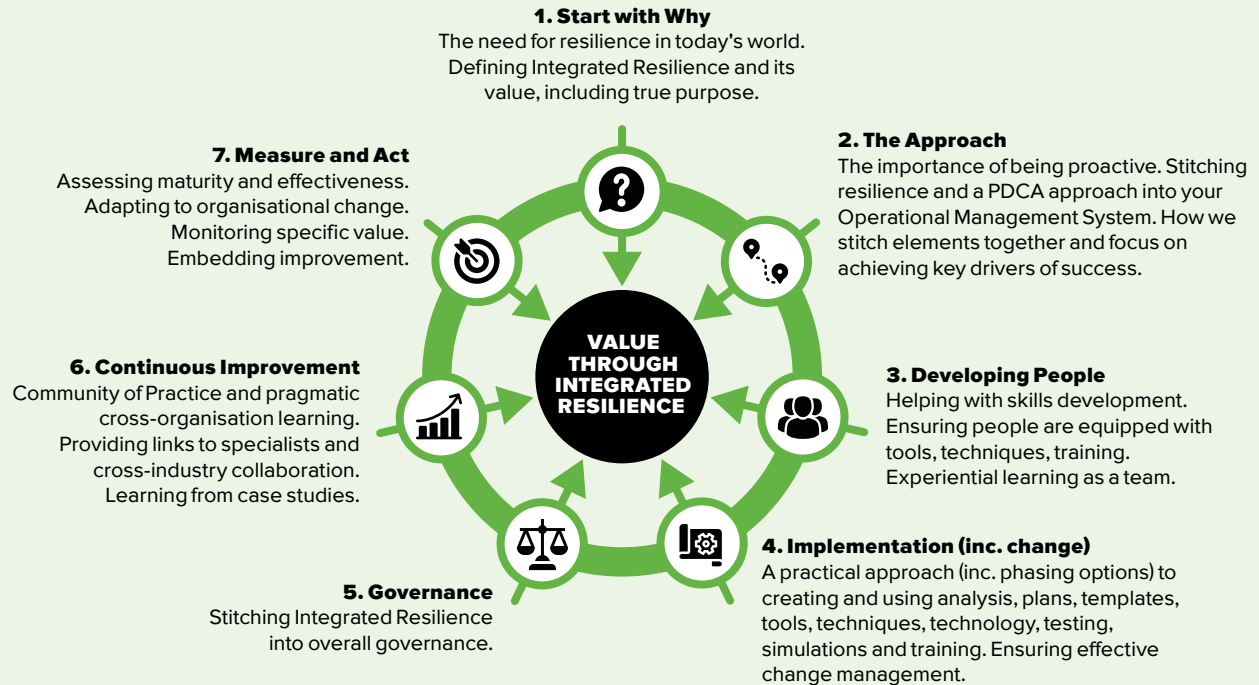 1. Start with Why
The need for resilience in today's world.
Defining Integrated Resilience and its
value, including true purpose.
2. The Approach
The importance of being proactive. Stitching
resilience and a PDCA approach into your
Operational Management System. How we
stitch elements together and focus on
achieving key drivers of success.
3. Developing People
Helping with skills development.
Ensuring people are equipped with
tools, techniques, training.
Experiential learning as a team.
4. Implementation (inc. change)
A practical approach (inc. phasing options) to
creating and using analysis, plans, templates,
tools, techniques, technology, testing,
simulations and training. Ensuring effective
change management.
5. Governance
Stitching Integrated Resilience
into overall governance.
6. Continuous Improvement
Community of Practice and pragmatic
cross-organisation learning.
Providing links to specialists and
cross-industry collaboration.
Learning from case studies.
7. Measure and Act
Assessing maturity and effectiveness.
Adapting to organisational change.
Monitoring specific value.
Embedding improvement.
VALUE
THROUGH
INTEGRATED
RESILIENCE